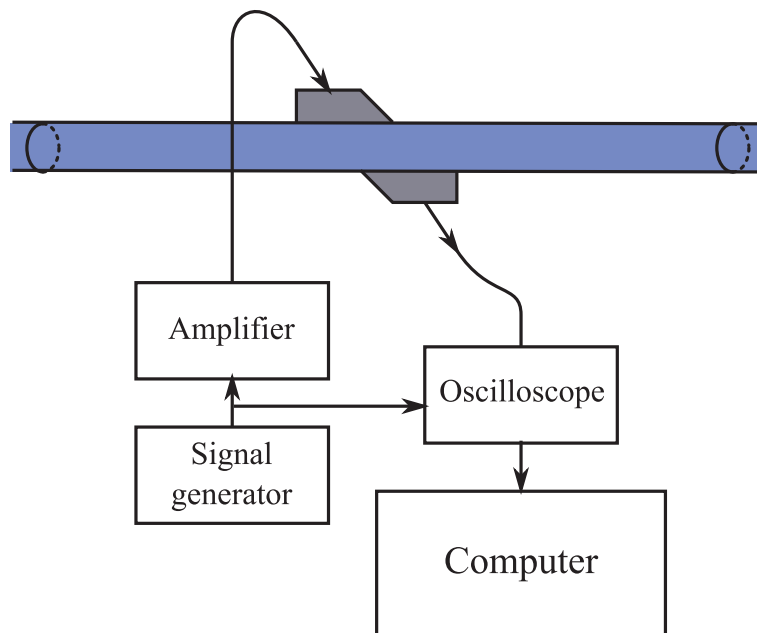 Amplifier
Oscilloscope
Signal
generator
Computer